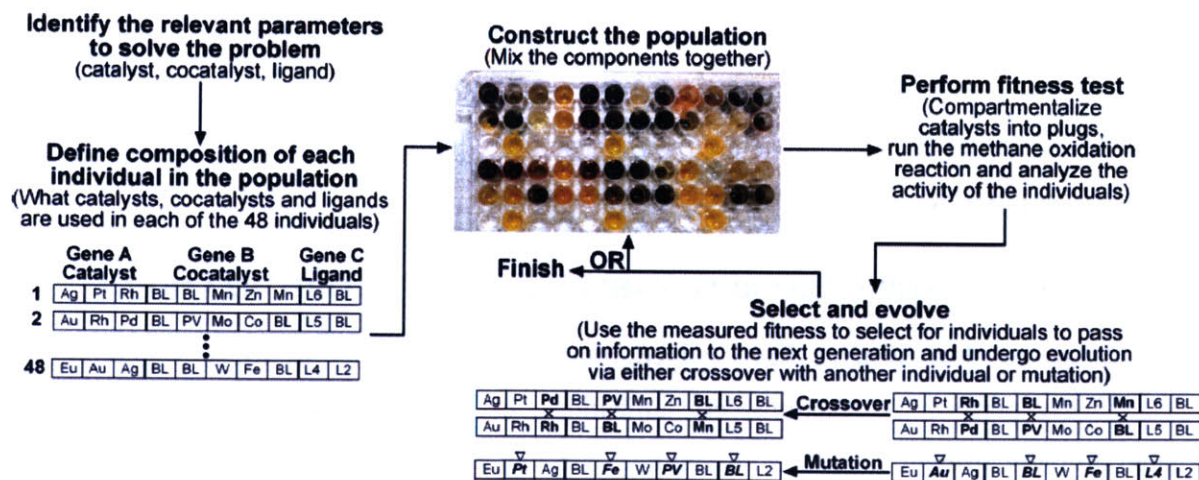 Identify the relevant parameters
to solve the problem
(catalyst, cocatalyst, ligand)
Define composition of each
individual in the population
(What catalysts, cocatalysts and ligands
are used in each of the 48 individuals)
Gene A Gene B Gene C
Catalyst Cocatalyst Ligand
1 Ag Pt Rh BL BL Mn Zn Mn L6 BL
2 Au Rh Pd BL PV Mo Co BL L5 BL
48 Eu Au Ag BL BL W Fe BL L4 L2
Construct the population
(Mix the components together)
Perform fitness test
(Compartmentalize
catalysts into plugs,
run the methane oxidation
reaction and analyze the
activity of the individuals)
Finish OR
Select and evolve
(Use the measured fitness to select for individuals to pass
on information to the next generation and undergo evolution
via either crossover with another individual or mutation)
Ag Pt Pd BL PV Mn Zn BL L6 BL Crossover Ag Pt Rh BL BL Mn Zn Mn L6 BL
Au Rh Rh BL BL Mo Co Mn L5 BL Au Rh Pd BL PV Mo Co BL L5 BL
Eu Pt Ag BL Fe W PV BL BL L2 Mutation Eu Au Ag BL BL W Fe BL L4 L2